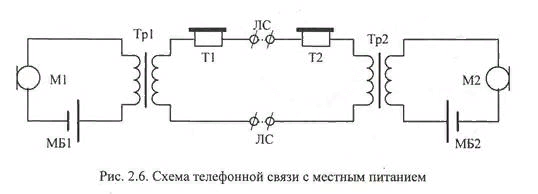 Тр1
ЛС
Тр2
М1
Т1
Т2
М2
МБ1
ЛС
МБ2
Рис. 2.6. Схема телефонной связи с местным питанием